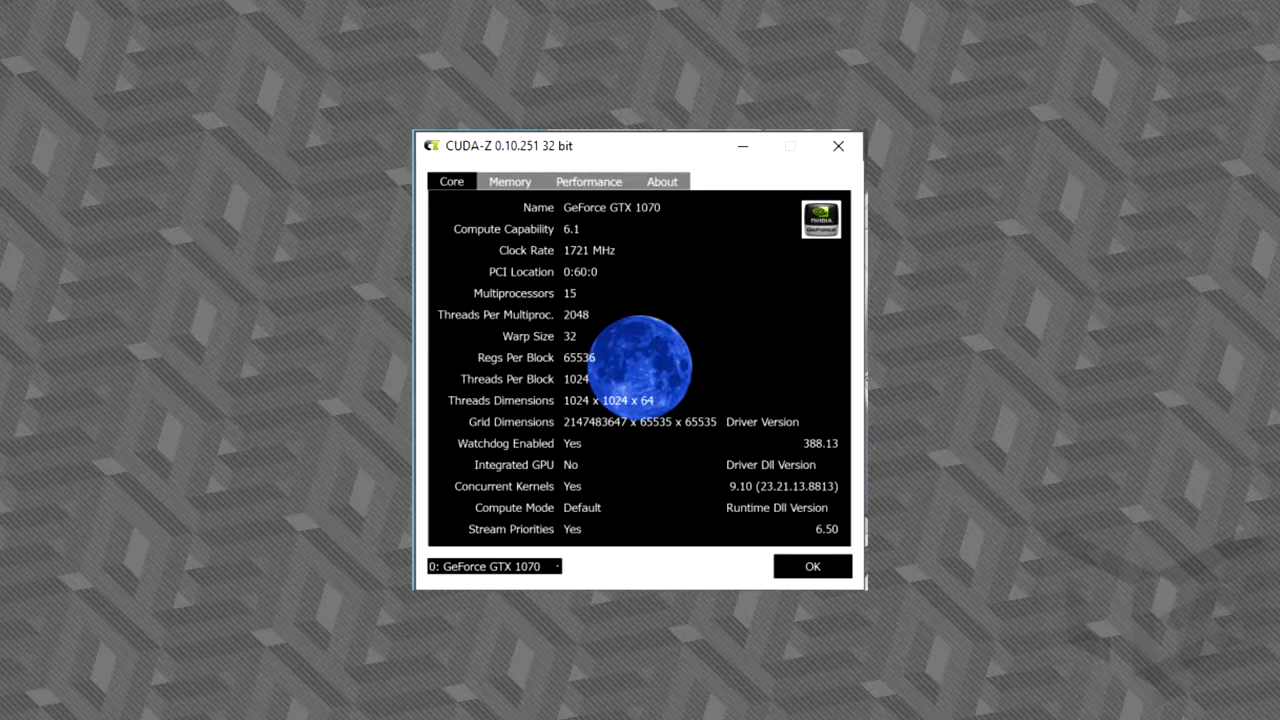 CUDA-Z 0.10.251 32 bit
Core Memory Performance About
Name GeForce GTX 1070
Compute Capability 6.1
Clock Rate 1721 MHz
PCI Location 0:60:0
Multiprocessors 15
Threads Per Multiproc. 2048
Warp Size 32
Regs Per Block 65536
Threads Per Block 1024
Threads Dimensions 1024 x 1024 x 64
Grid Dimensions 2147483647 x 65535 x 65535 Driver Version
Watchdog Enabled Yes 388.13
Integrated GPU No Driver Dll Version
Concurrent Kernels Yes 9.10 (23.21.13.8813)
Compute Mode Default Runtime Dll Version
Stream Priorities Yes 6.50
0: GeForce GTX 1070 OK
NVIDIA
GEFORCE